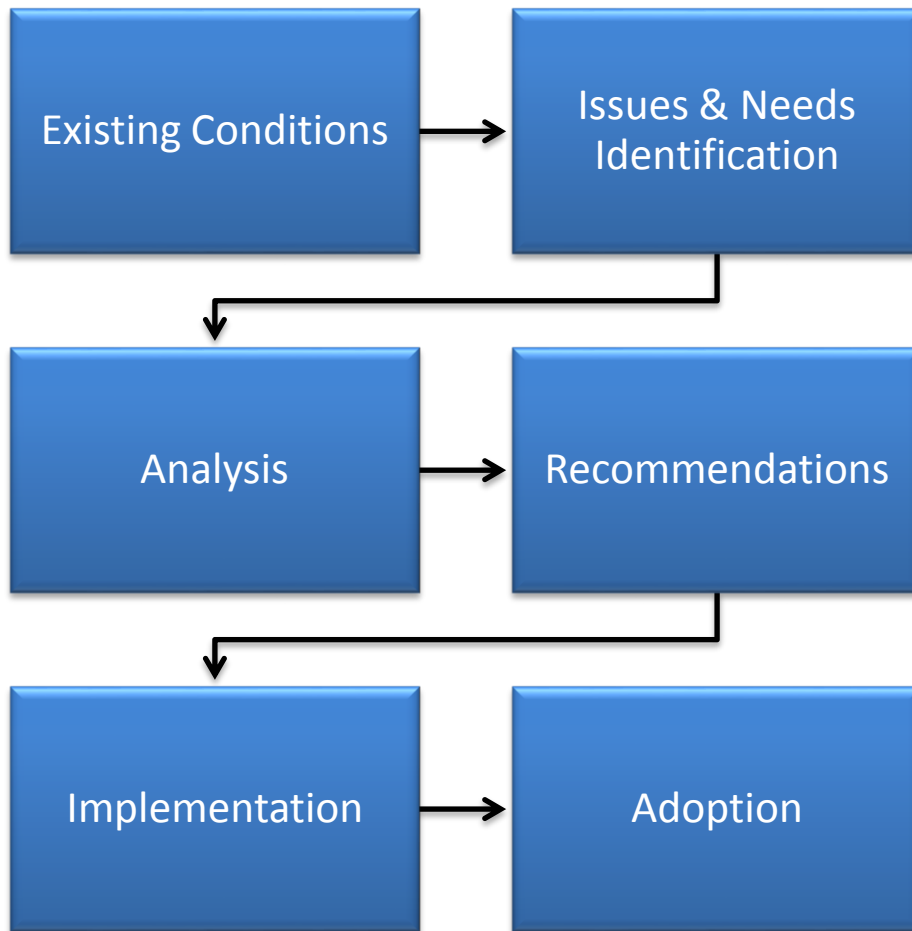 Existing Conditions
Issues & Needs
Identification
Analysis
Recommendations
Implementation
Adoption